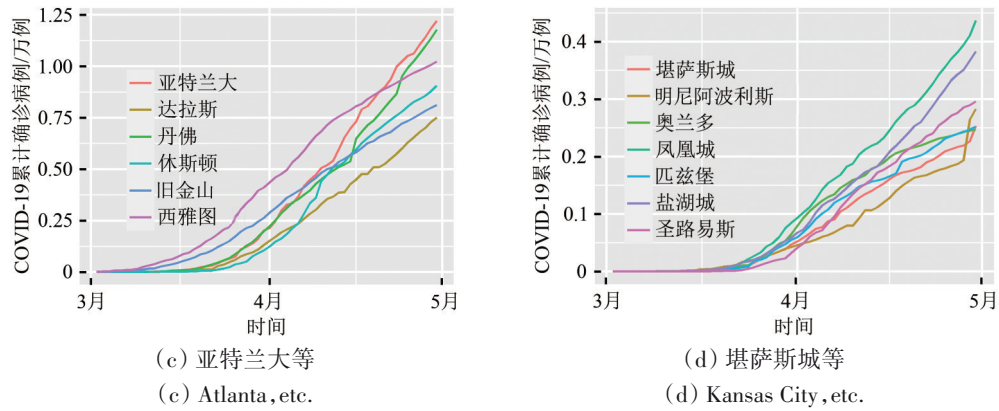 COVID-19累计确诊病例/万例
1.25
1.00
0.75
0.50
0.25
0
亚特兰大
达拉斯
丹佛
休斯顿
旧金山
西雅图
3月
4月
5月
时间
(c) 亚特兰大等
(c) Atlanta,etc.
COVID-19累计确诊病例/万例
0.4
0.3
0.2
0.1
0
堪萨斯城
明尼阿波利斯
奥兰多
凤凰城
匹兹堡
盐湖城
圣路易斯
3月
4月
5月
时间
(d) 堪萨斯城等
(d) Kansas City,etc.